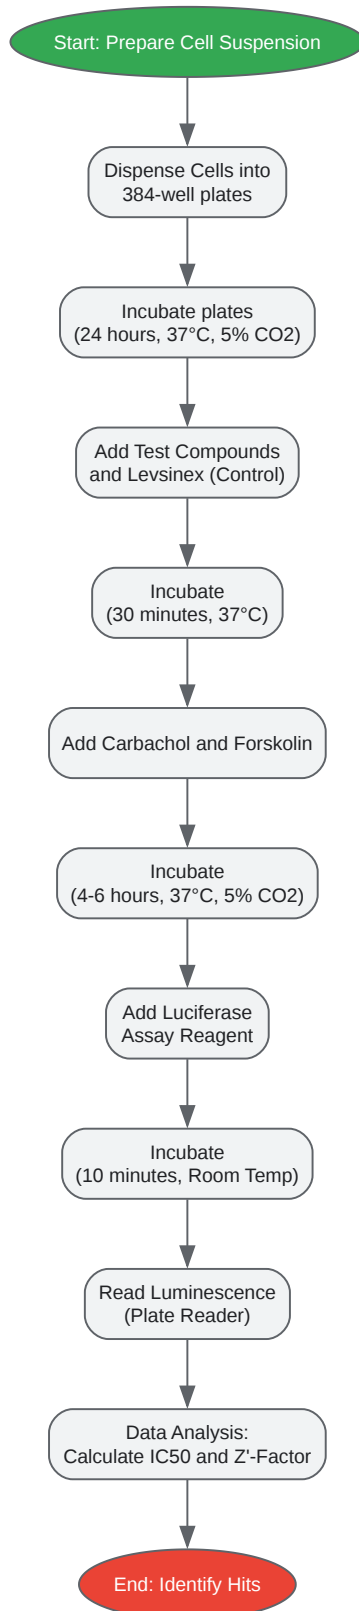 Start: Prepare Cell Suspension
Dispense Cells into
384-well plates
Incubate plates
(24 hours, 37°C, 5% CO2)
Add Test Compounds
and Levsinex (Control)
Incubate
(30 minutes, 37°C)
Add Carbachol and Forskolin
Incubate
(4-6 hours, 37°C, 5% CO2)
Add Luciferase
Assay Reagent
Incubate
(10 minutes, Room Temp)
Read Luminescence
(Plate Reader)
Data Analysis:
Calculate IC50 and Z'-Factor
End: Identify Hits